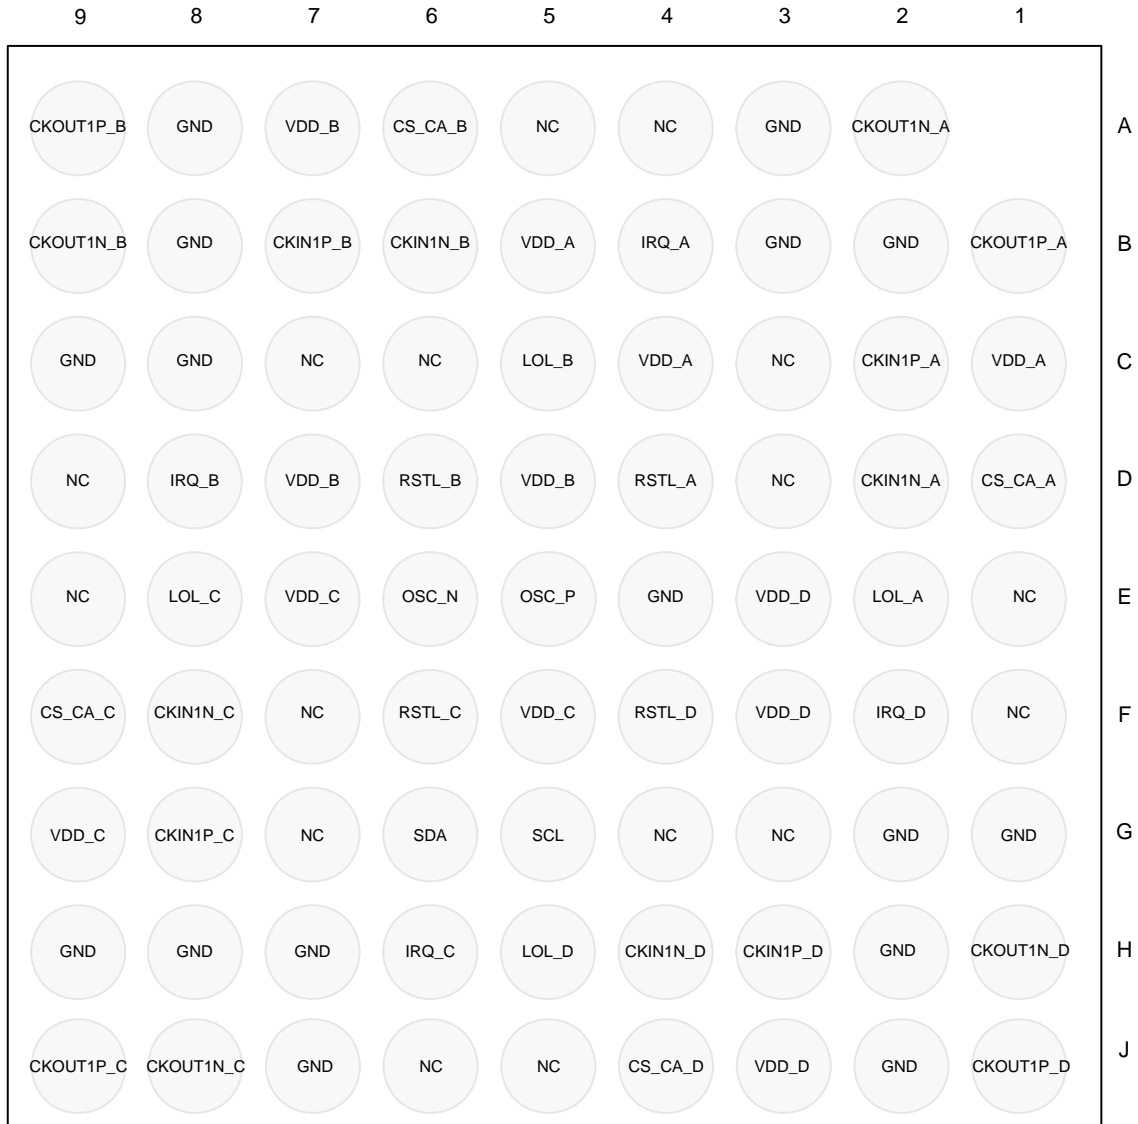 9 8 7 6 5 4 3 2 1
CKOUT1P_B GND VDD_B CS_CA_B NC NC GND CKOUT1N_A A
CKOUT1N_B GND CKIN1P_B CKIN1N_B VDD_A IRQ_A GND GND CKOUT1P_A B
GND GND NC NC LOL_B VDD_A NC CKIN1P_A VDD_A C
NC IRQ_B VDD_B RSTL_B VDD_B RSTL_A NC CKIN1N_A CS_CA_A D
NC LOL_C VDD_C OSC_N OSC_P GND VDD_D LOL_A NC E
CS_CA_C CKIN1N_C NC RSTL_C VDD_C RSTL_D VDD_D IRQ_D NC F
VDD_C CKIN1P_C NC SDA SCL NC NC GND GND G
GND GND GND IRQ_C LOL_D CKIN1N_D CKIN1P_D GND CKOUT1N_D H
CKOUT1P_C CKOUT1N_C GND NC NC CS_CA_D VDD_D GND CKOUT1P_D J